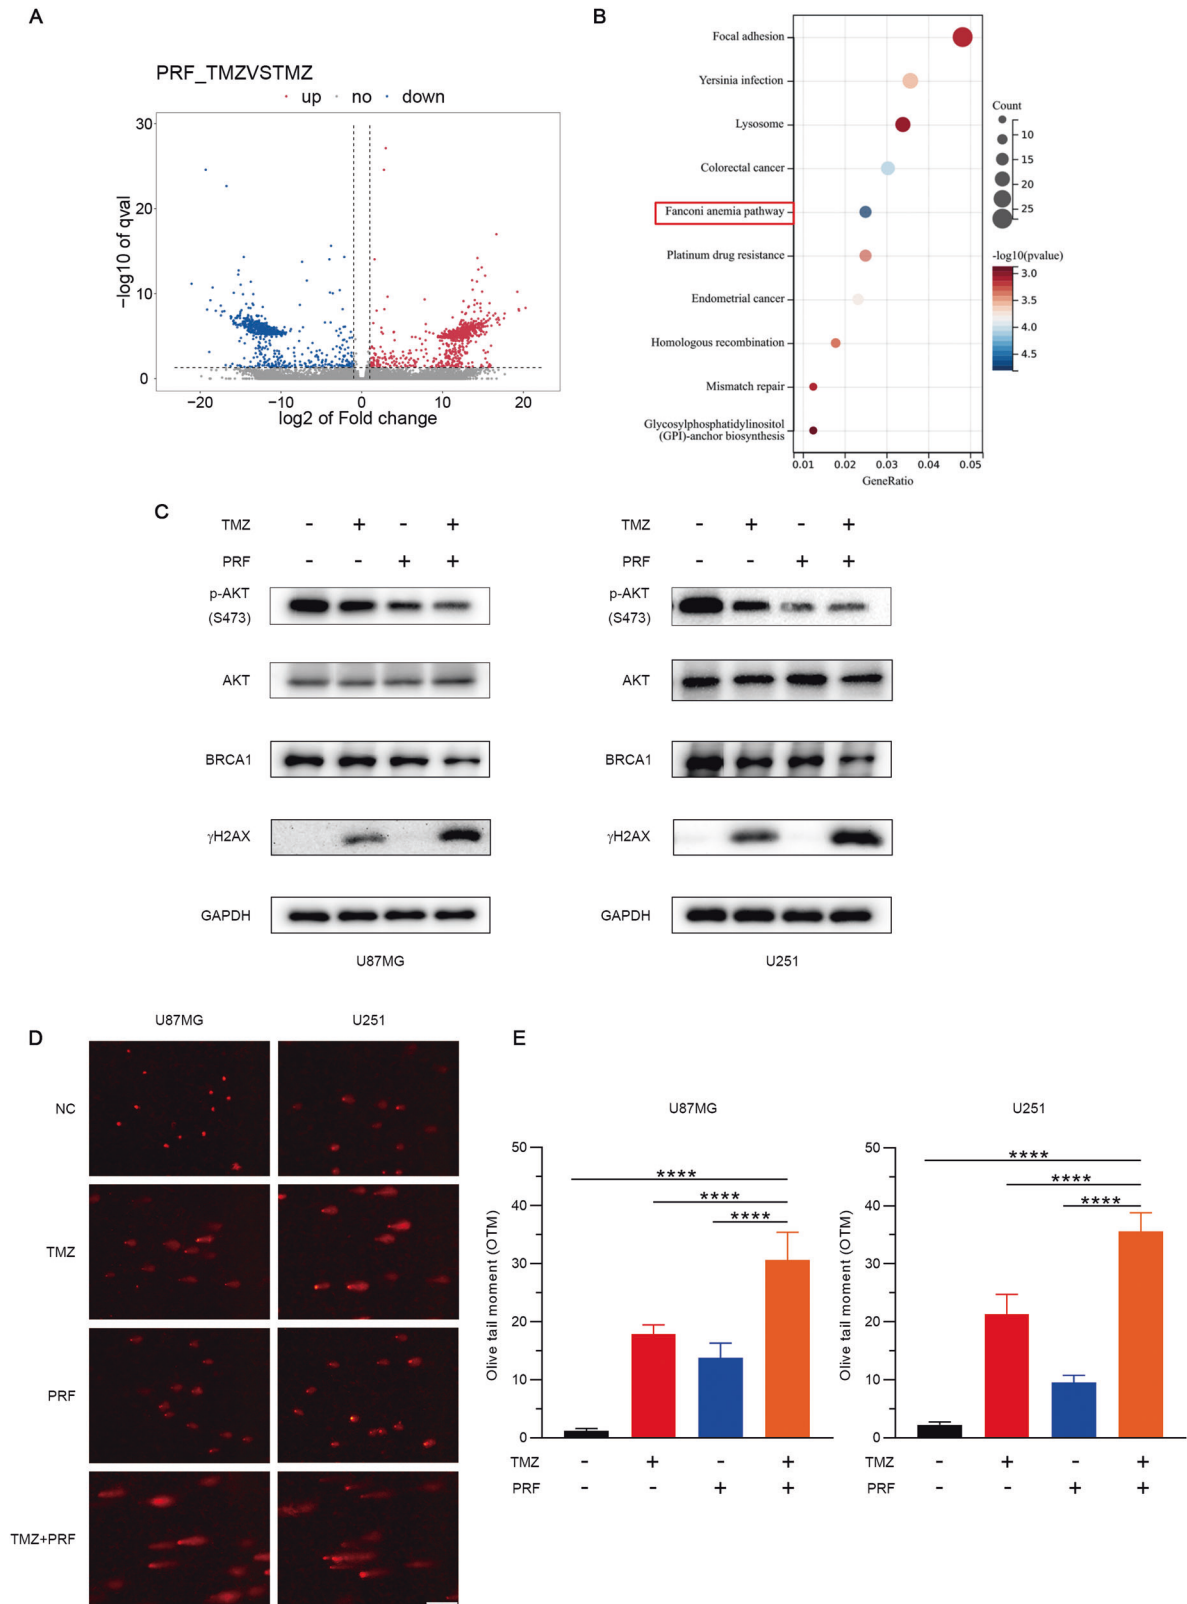 A
PRF_TMZVSTMZ
up no down
30
20
10
0
-log10 of qval
-20 -10 0 10 20
log2 of Fold change
B
Focal adhesion
Yersinia infection
Lysosome
Colorectal cancer
Fanconi anemia pathway
Platinum drug resistance
Endometrial cancer
Homologous recombination
Mismatch repair
Glycosylphosphatidylinositol
(GPI)-anchor biosynthesis
0.01 0.02 0.03 0.04 0.05
GeneRatio
Count
10
15
20
25
-log10(pvalue)
3.0
3.5
4.0
4.5
C
TMZ - + - +
PRF - - + +
p-AKT
(S473)
AKT
BRCA1
γH2AX
GAPDH
U87MG
TMZ - + - +
PRF - - + +
p-AKT
(S473)
AKT
BRCA1
γH2AX
GAPDH
U251
D
U87MG U251
NC
TMZ
PRF
TMZ+PRF
E
U87MG
Olive tail moment (OTM)
50
40
30
20
10
0
****
****
****
TMZ - + - +
PRF - - + +
U251
Olive tail moment (OTM)
50
40
30
20
10
0
****
****
****
TMZ - + - +
PRF - - + +